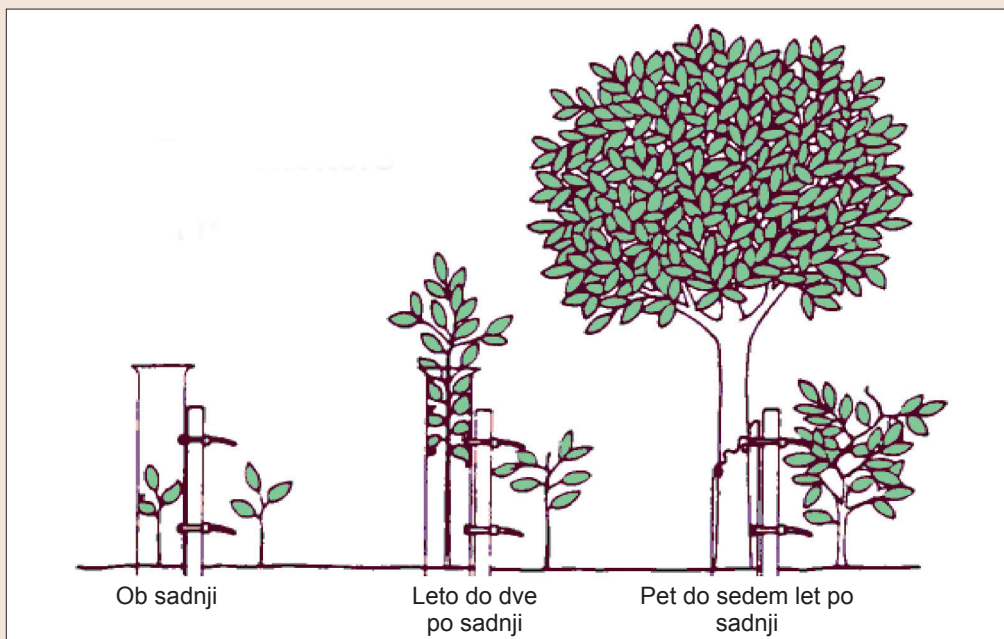 Ob sadnji
Leto do dve
po sadnji
Pet do sedem let po
sadnji